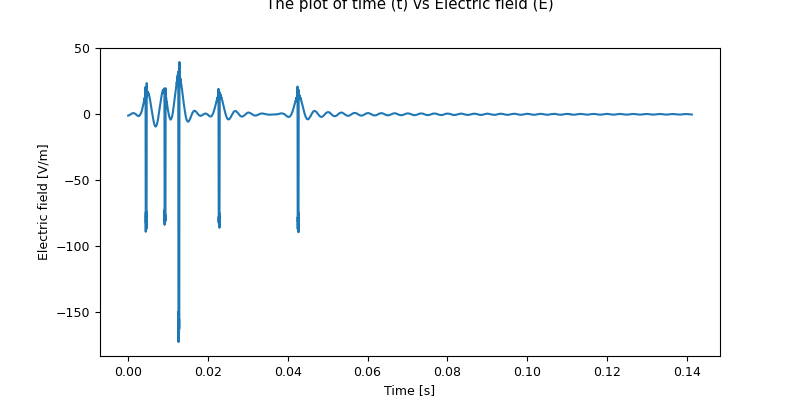 The plot of time (t) vs Electric field (E)
50
0
−50
−100
−150
Electric field [V/m]
0.00 0.02 0.04 0.06 0.08 0.10 0.12 0.14
Time [s]